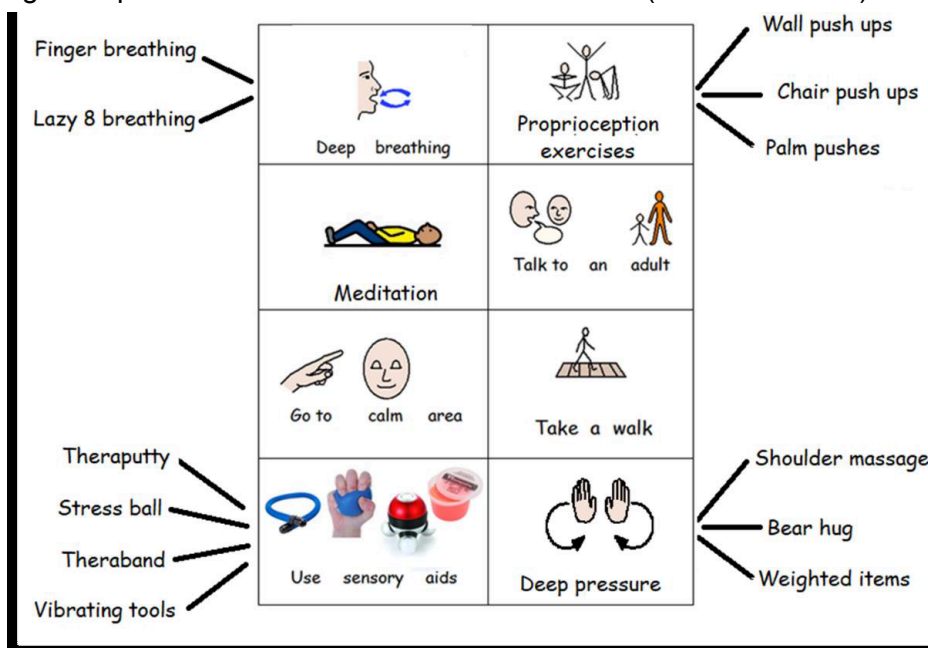 Finger breathing
Lazy 8 breathing
Deep breathing
Proprioception
exercises
Wall push ups
Chair push ups
Palm pushes
Meditation
Talk to an adult
Go to calm area
Take a walk
Theraputty
Stress ball
Theraband
Vibrating tools
Use sensory aids
Deep pressure
Shoulder massage
Bear hug
Weighted items